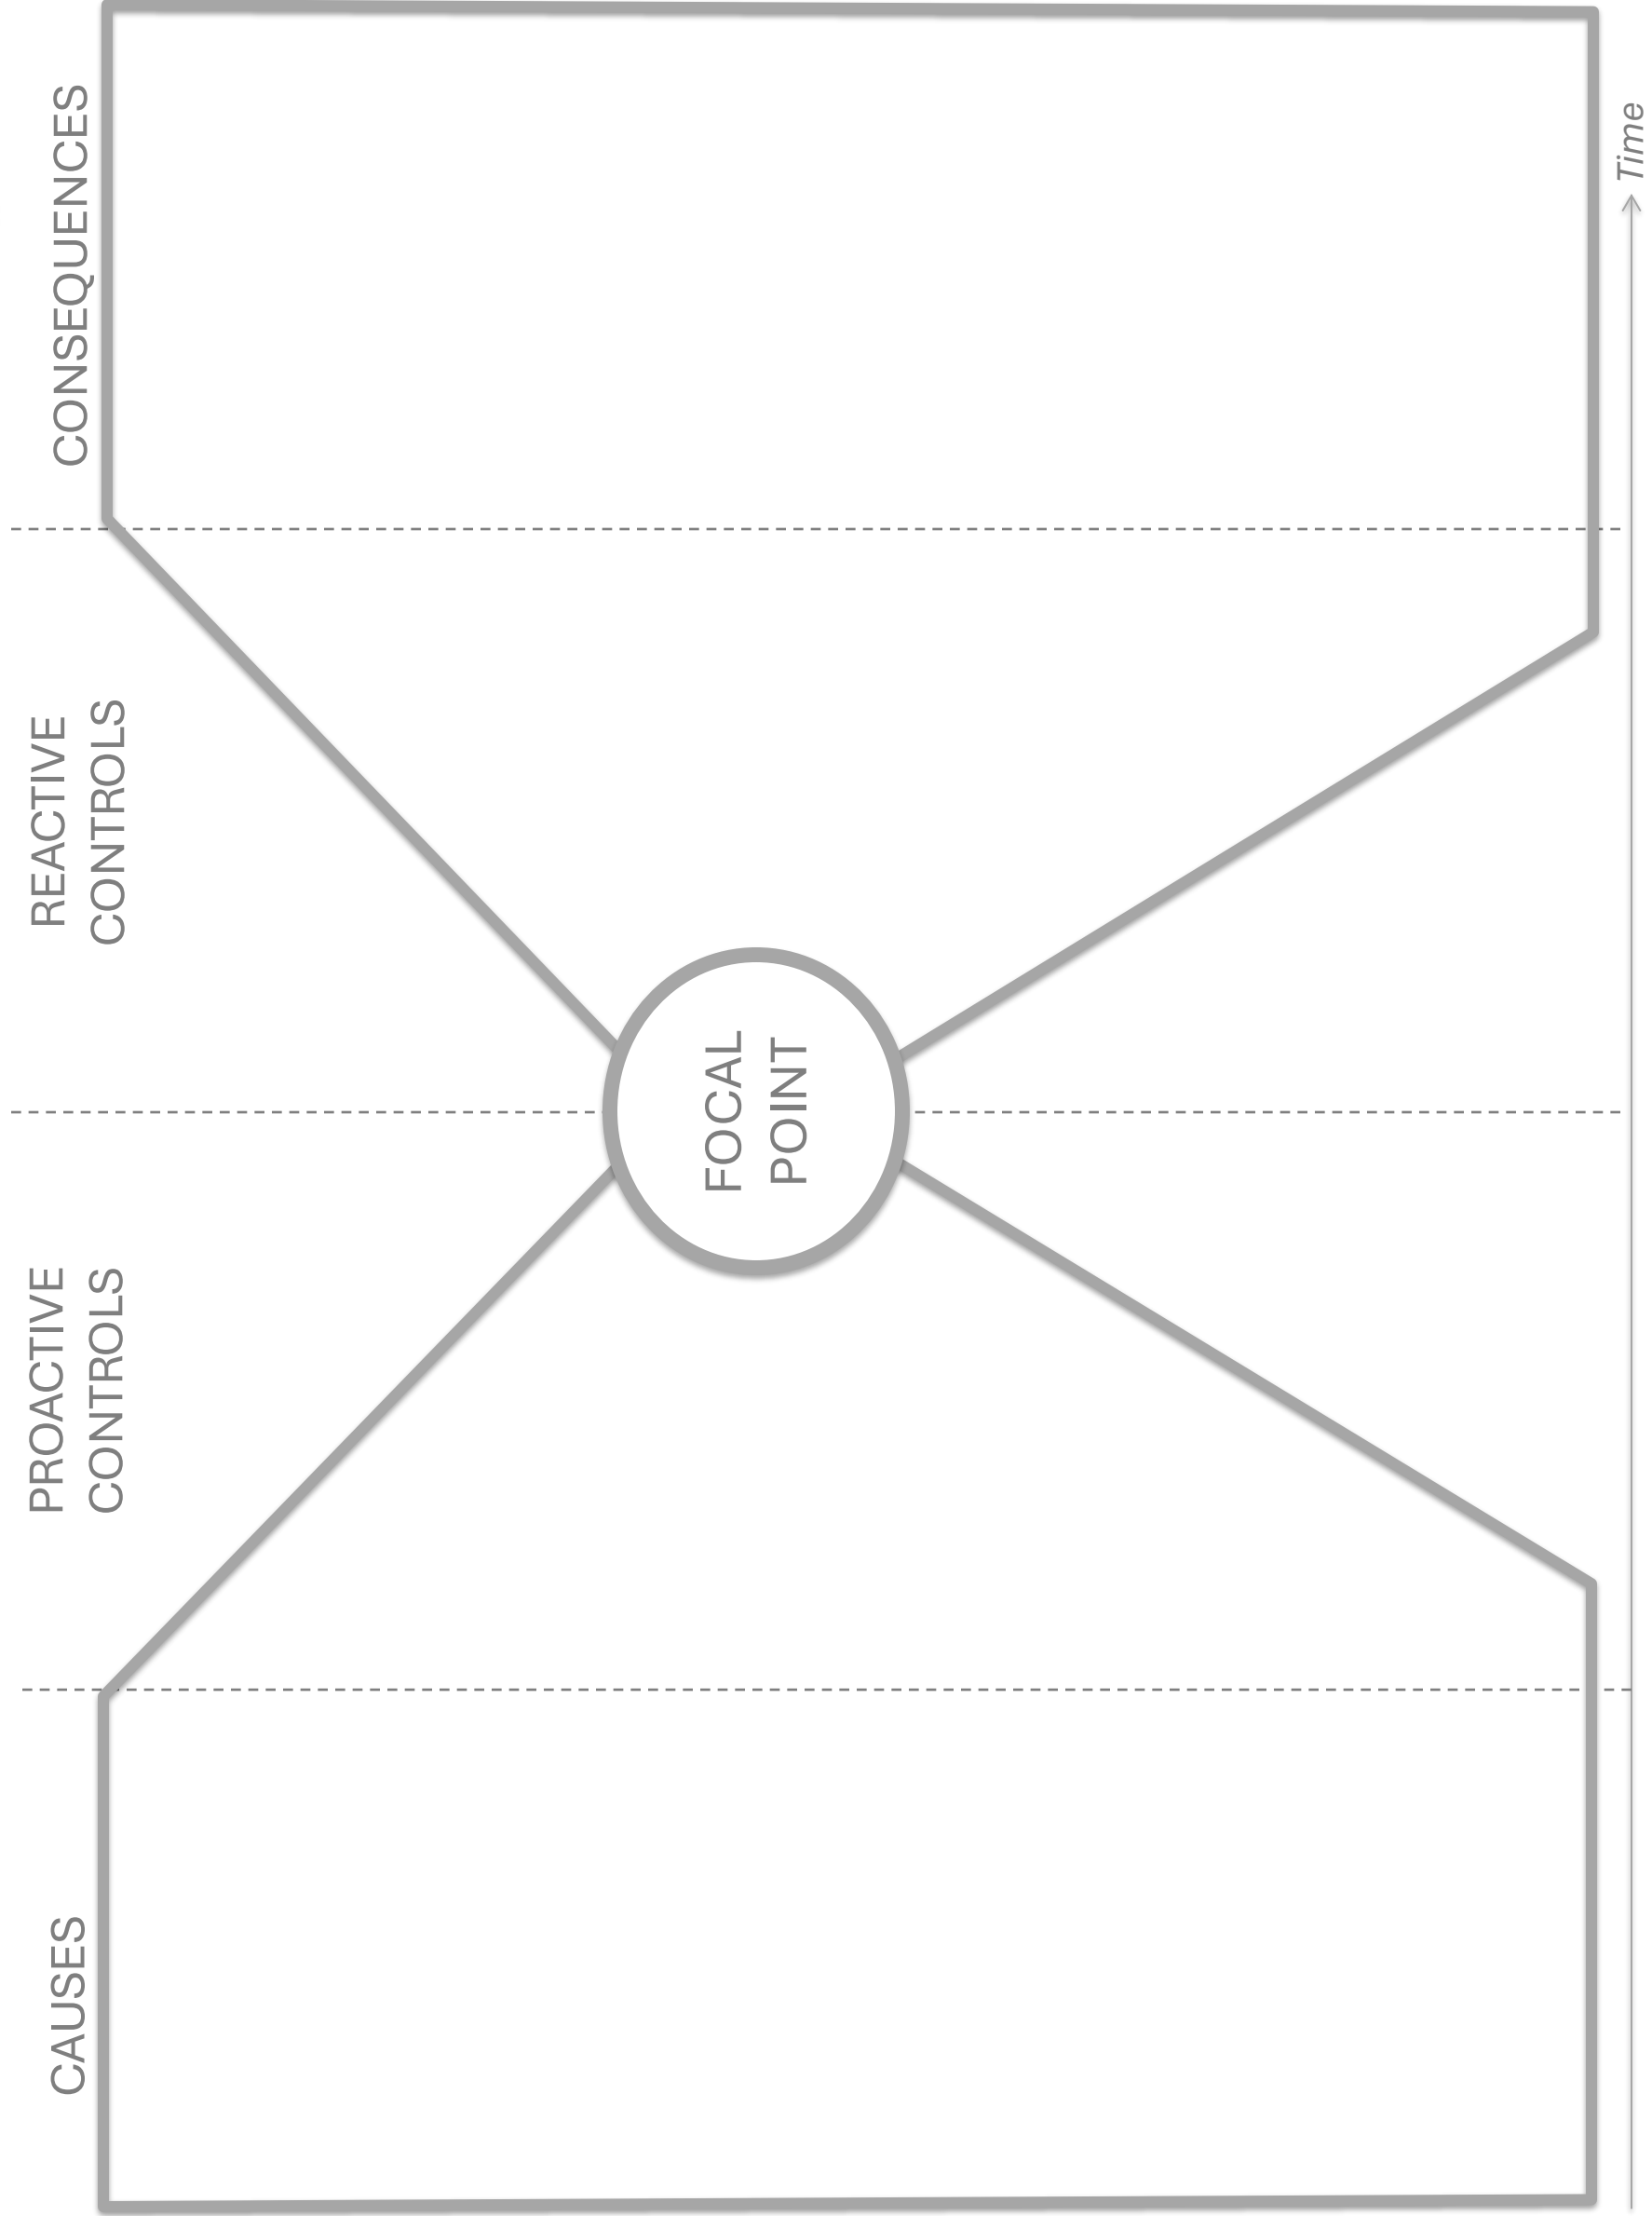 CAUSES
PROACTIVE
CONTROLS
REACTIVE
CONTROLS
CONSEQUENCES
FOCAL
POINT
Time